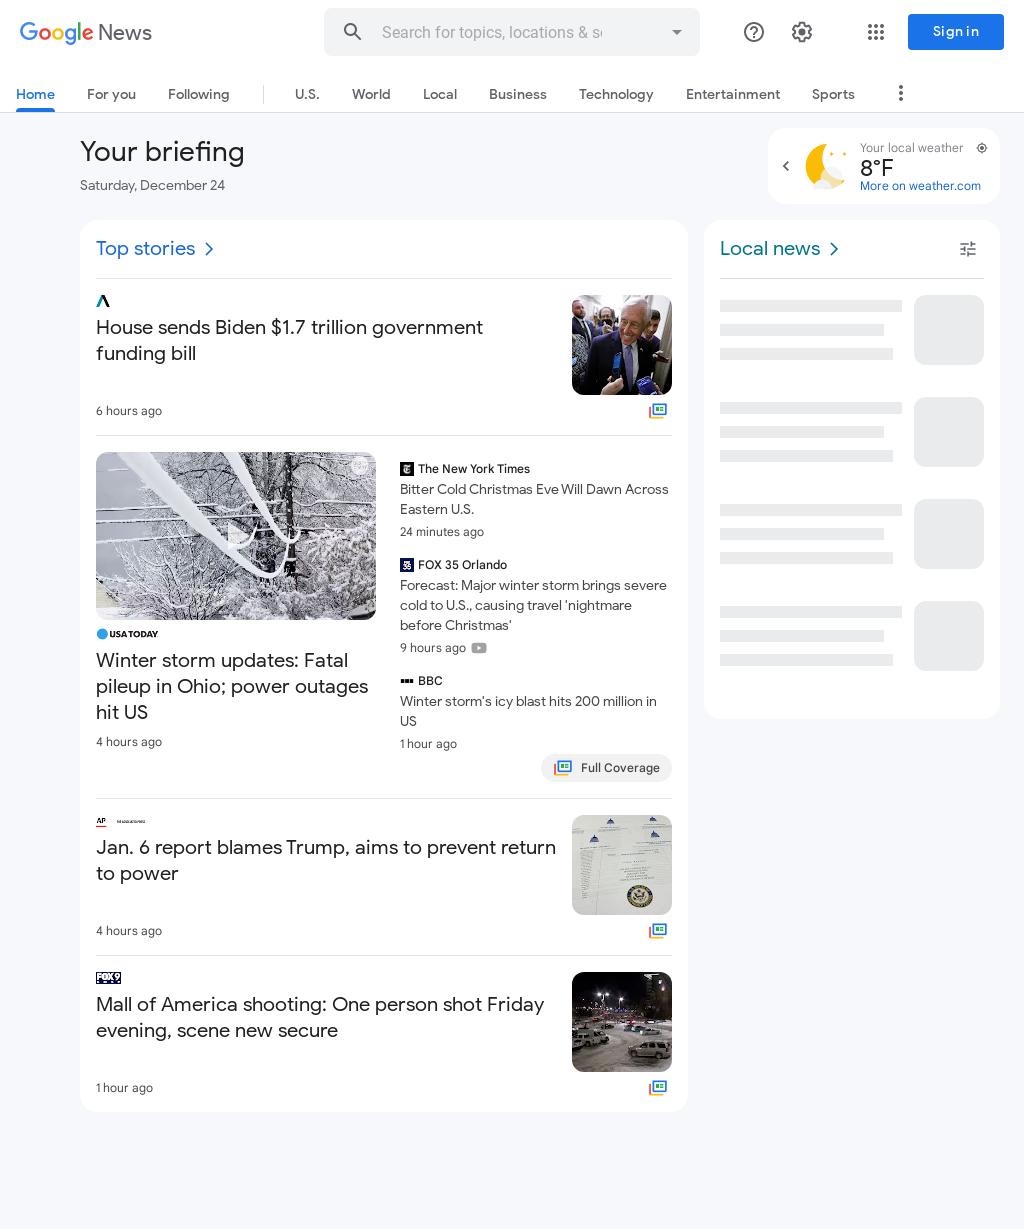 Google News
Search for topics, locations & so
Sign in
Home
For you
Following
U.S.
World
Local
Business
Technology
Entertainment
Sports
Your briefing
Saturday, December 24
Your local weather
8°F
More on weather.com
Top stories
Local news
House sends Biden $1.7 trillion government
funding bill
6 hours ago
USA TODAY
Winter storm updates: Fatal
pileup in Ohio; power outages
hit US
4 hours ago
The New York Times
Bitter Cold Christmas Eve Will Dawn Across
Eastern U.S.
24 minutes ago
FOX 35 Orlando
Forecast: Major winter storm brings severe
cold to U.S., causing travel 'nightmare
before Christmas'
9 hours ago
BBC
Winter storm's icy blast hits 200 million in
US
1 hour ago
Full Coverage
AP
Jan. 6 report blames Trump, aims to prevent return
to power
4 hours ago
FOX 9
Mall of America shooting: One person shot Friday
evening, scene new secure
1 hour ago